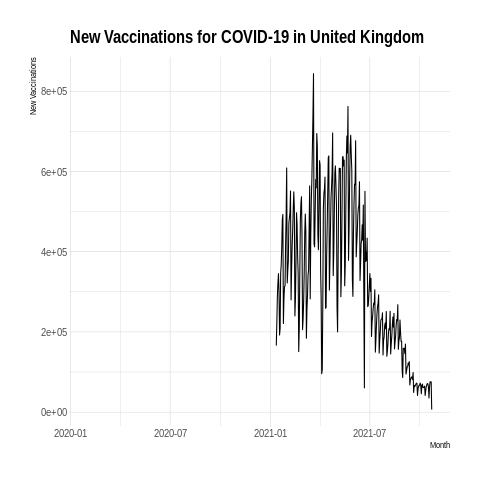 New Vaccinations for COVID-19 in United Kingdom
New Vaccinations
8e+05
6e+05
4e+05
2e+05
0e+00
2020-01 2020-07 2021-01 2021-07
Month